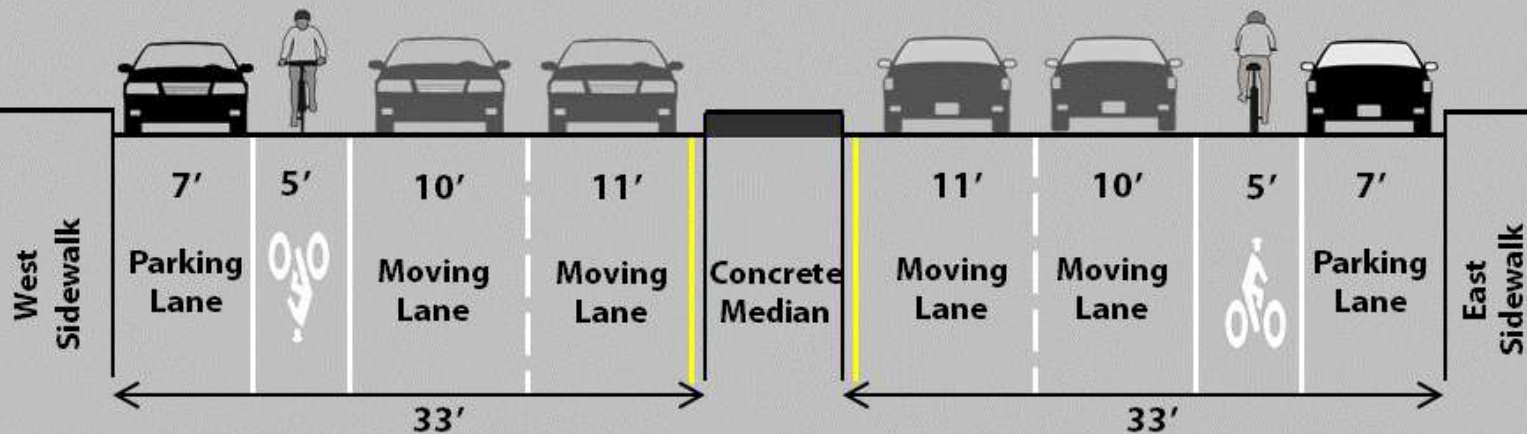 West
Sidewalk
7′
Parking
Lane
5′
10′
Moving
Lane
11′
Moving
Lane
Concrete
Median
11′
Moving
Lane
10′
Moving
Lane
5′
7′
Parking
Lane
East
Sidewalk
33′
33′